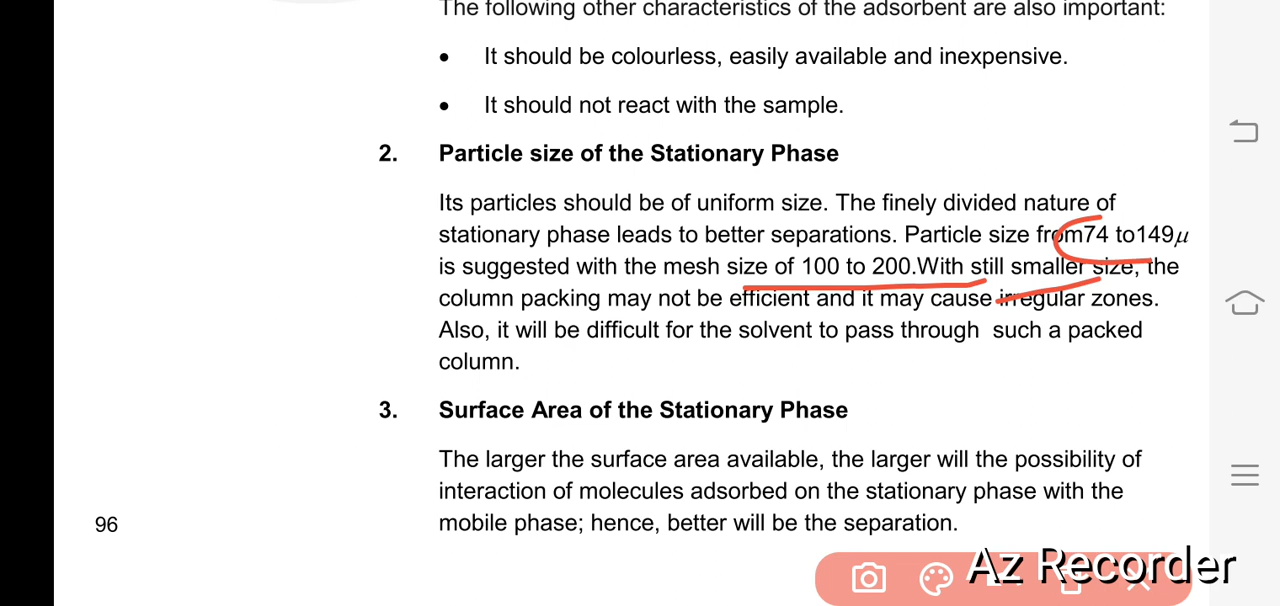 The following other characteristics of the adsorbent are also important:
• It should be colourless, easily available and inexpensive.
• It should not react with the sample.
2. Particle size of the Stationary Phase
Its particles should be of uniform size. The finely divided nature of
stationary phase leads to better separations. Particle size from74 to149μ
is suggested with the mesh size of 100 to 200.With still smaller size, the
column packing may not be efficient and it may cause irregular zones.
Also, it will be difficult for the solvent to pass through such a packed
column.
3. Surface Area of the Stationary Phase
The larger the surface area available, the larger will the possibility of
interaction of molecules adsorbed on the stationary phase with the
mobile phase; hence, better will be the separation.
96
Az Recorder